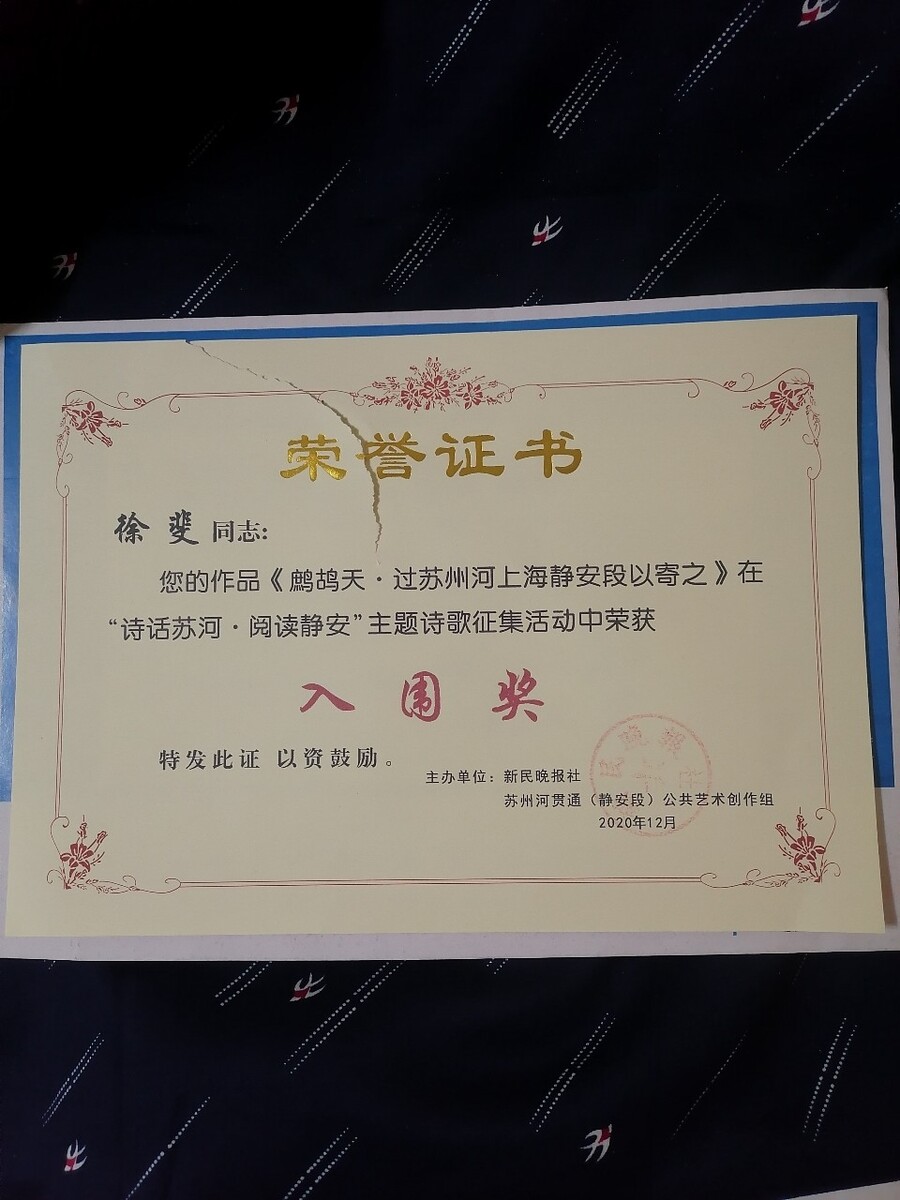 荣誉证书
徐斐 同志:
您的作品《鹧鸪天·过苏州河上海静安段以寄之》在
“诗话苏河·阅读静安”主题诗歌征集活动中荣获
入围奖
特发此证 以资鼓励。
主办单位：新民晚报社
苏州河贯通（静安段）公共艺术创作组
2020年12月